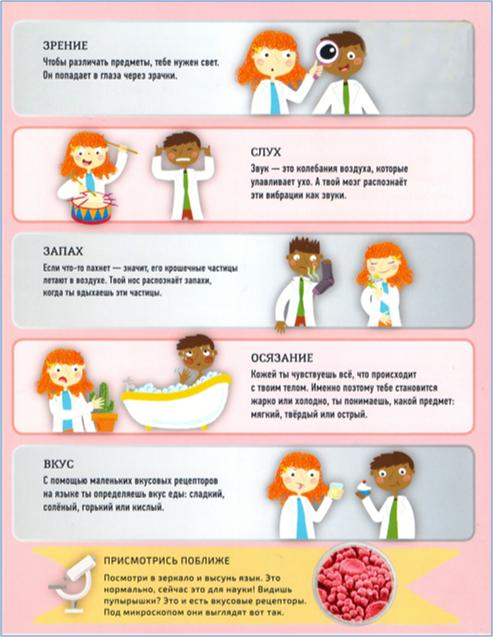 ЗРЕНИЕ
Чтобы различать предметы, тебе нужен свет.
Он попадает в глаза через зрачки.
СЛУХ
Звук — это колебания воздуха, которые
улавливает ухо. А твой мозг распознаёт
эти вибрации как звуки.
ЗАПАХ
Если что-то пахнет — значит, его крошечные частицы
летают в воздухе. Твой нос распознаёт запахи,
когда ты вдыхаешь эти частицы.
ОСЯЗАНИЕ
Кожей ты чувствуешь всё, что происходит
с твоим телом. Именно поэтому тебе становится
жарко или холодно, ты понимаешь, какой предмет:
мягкий, твёрдый или острый.
ВКУС
С помощью маленьких вкусовых рецепторов
на языке ты определяешь вкус еды: сладкий,
солёный, горький или кислый.
ПРИСМОТРИСЬ ПОБЛИЖЕ
Посмотри в зеркало и высунь язык. Это
нормально, сейчас это для науки! Видишь
пупырышки? Это и есть вкусовые рецепторы.
Под микроскопом они выглядят вот так.